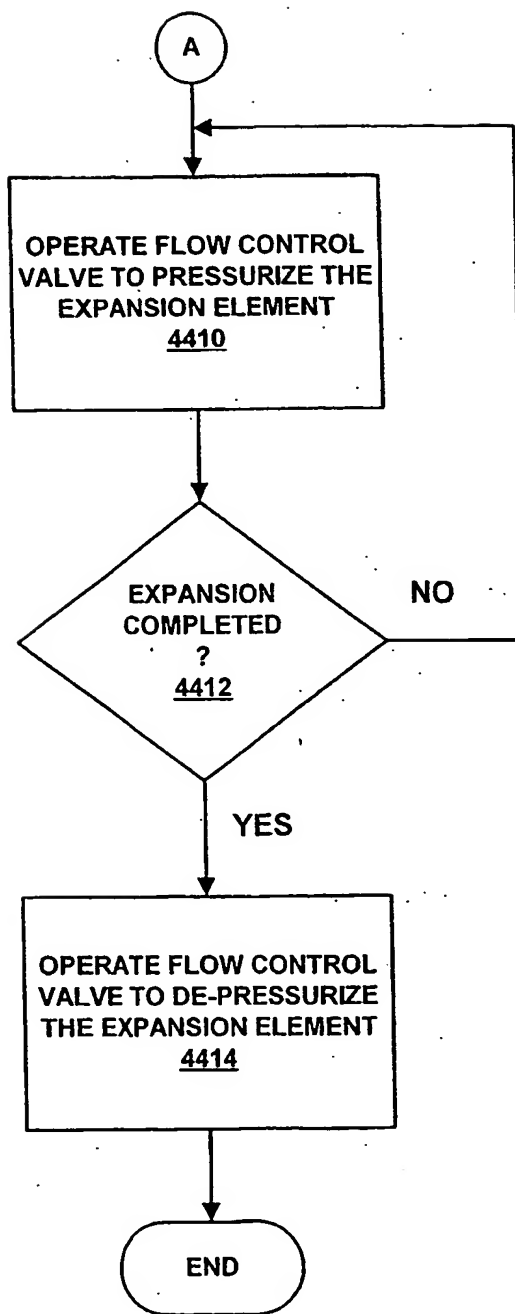 A
OPERATE FLOW CONTROL
VALVE TO PRESSURIZE THE
EXPANSION ELEMENT
4410
EXPANSION
COMPLETED
?
4412
NO
YES
OPERATE FLOW CONTROL
VALVE TO DE-PRESSURIZE
THE EXPANSION ELEMENT
4414
END